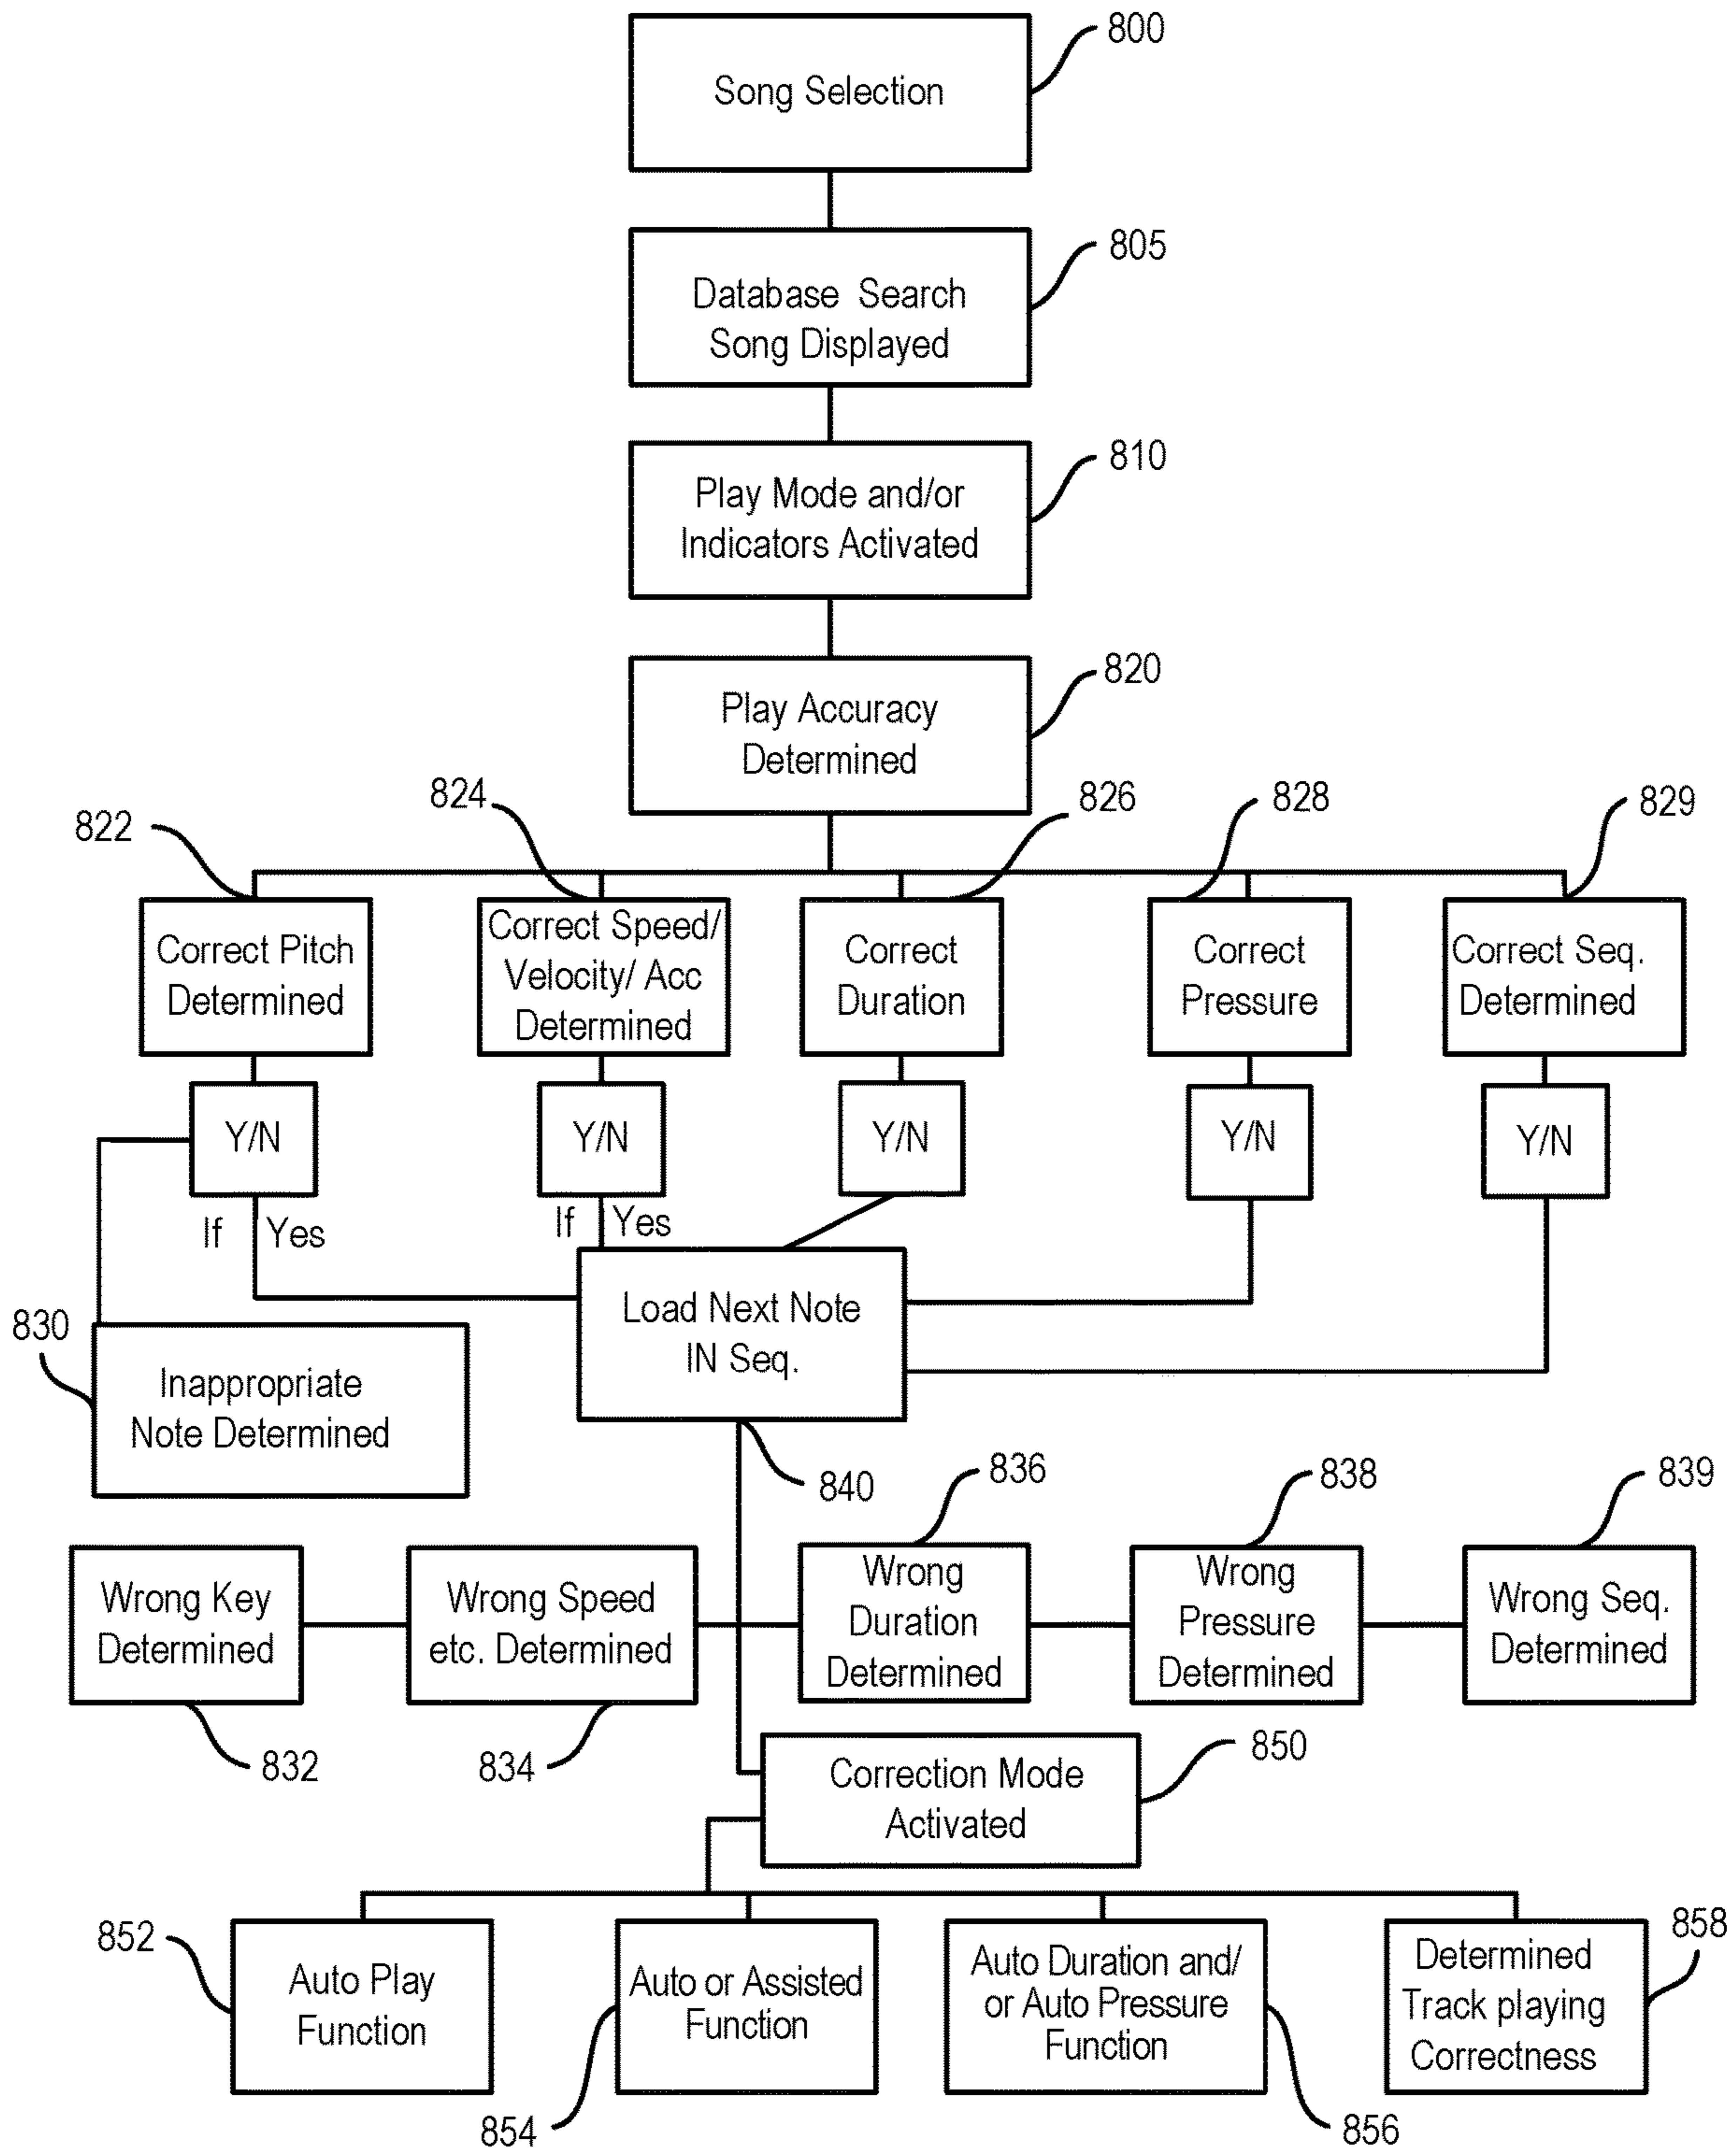 800
Song Selection
805
Database Search
Song Displayed
810
Play Mode and/or
Indicators Activated
820
Play Accuracy
Determined
822
824
826
828
829
Correct Pitch
Determined
Correct Speed/
Velocity/ Acc
Determined
Correct
Duration
Correct
Pressure
Correct Seq.
Determined
Y/N
Y/N
Y/N
Y/N
Y/N
If Yes
If Yes
830
Inappropriate
Note Determined
Load Next Note
IN Seq.
840
836
838
839
Wrong Key
Determined
Wrong Speed
etc. Determined
Wrong
Duration
Determined
Wrong
Pressure
Determined
Wrong Seq.
Determined
832
834
850
Correction Mode
Activated
852
Auto Play
Function
Auto or Assisted
Function
Auto Duration and/
or Auto Pressure
Function
Determined
Track playing
Correctness
858
854
856